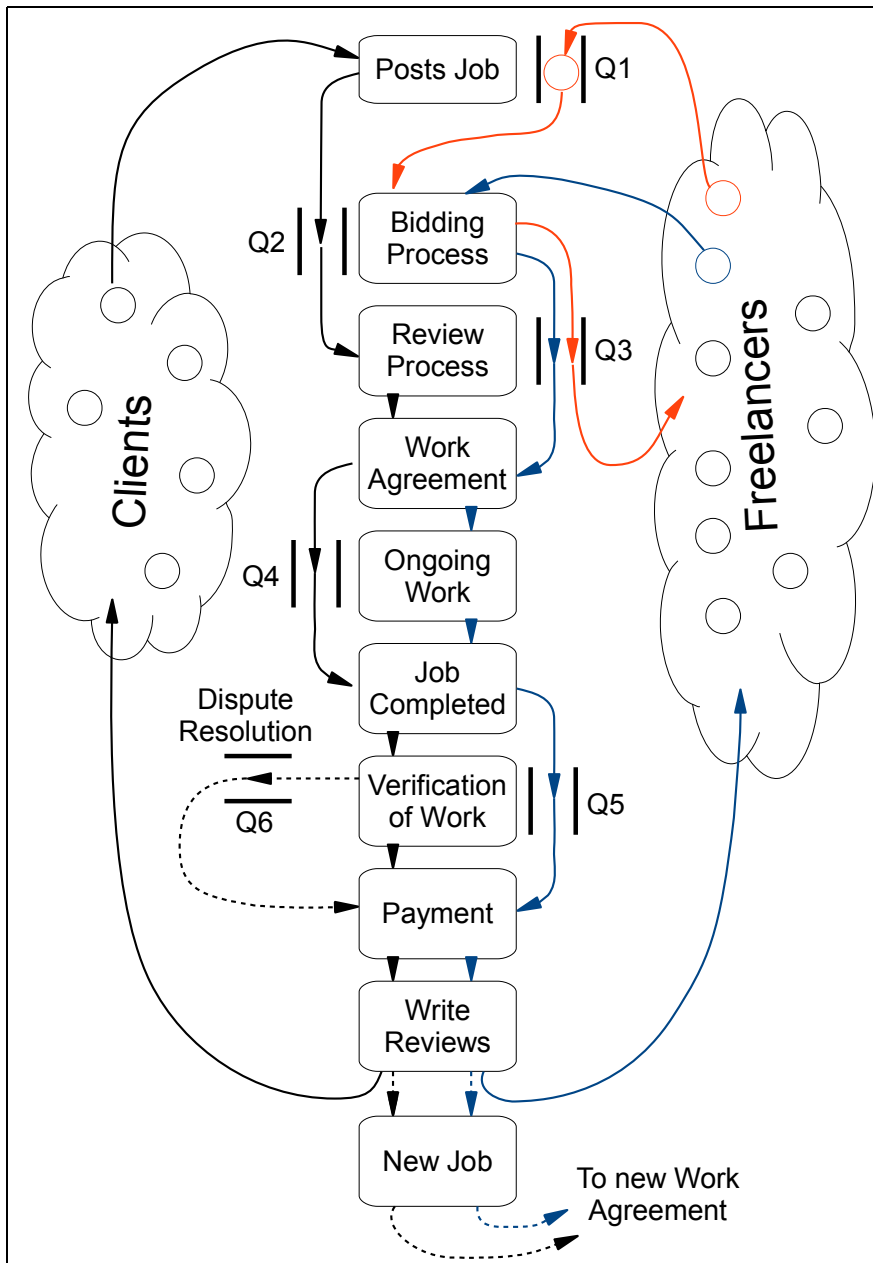 Posts Job
Q1
Q2
Bidding
Process
Review
Process
Q3
Clients
Freelancers
Work
Agreement
Q4
Ongoing
Work
Job
Completed
Dispute
Resolution
Q6
Verification
of Work
Q5
Payment
Write
Reviews
New Job
To new Work
Agreement